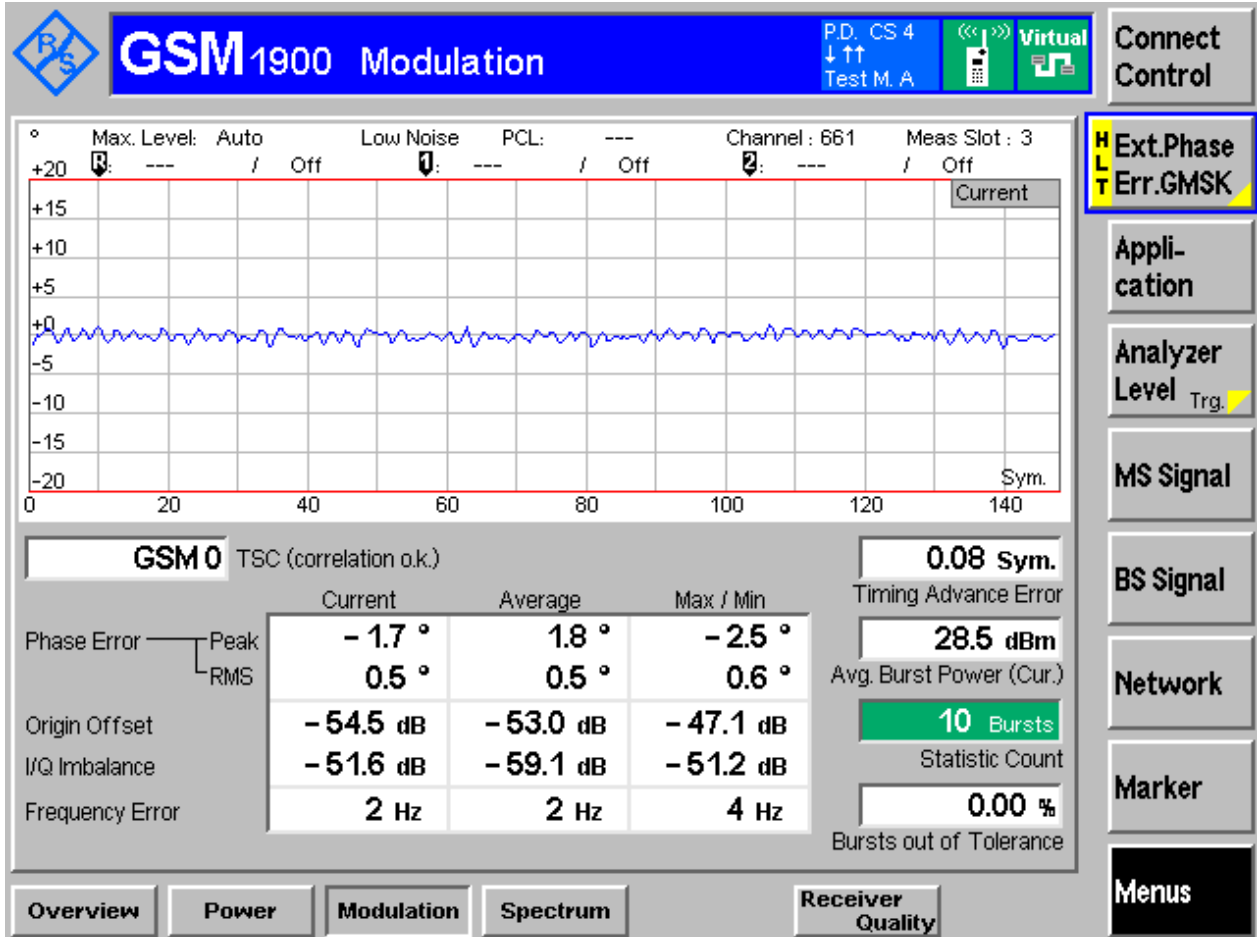 R/S
GSM 1900 Modulation
P.D. CS 4
↓ ↑↑
Test M. A
Virtual
Connect
Control
° Max. Level: Auto Low Noise PCL: --- Channel : 661 Meas Slot : 3
R: --- / Off 1: --- / Off 2: --- / Off
Current
+20
+15
+10
+5
+0
-5
-10
-15
-20
Sym.
0 20 40 60 80 100 120 140
HLT
Ext.Phase
Err.GMSK
Appli-
cation
Analyzer
Level Trg.
MS Signal
BS Signal
Network
Marker
Menus
GSM 0 TSC (correlation o.k.)
0.08 Sym.
Timing Advance Error
Current Average Max / Min
Phase Error Peak – 1.7 ° 1.8 ° – 2.5 °
RMS 0.5 ° 0.5 ° 0.6 °
28.5 dBm
Avg. Burst Power (Cur.)
Origin Offset – 54.5 dB – 53.0 dB – 47.1 dB
I/Q Imbalance – 51.6 dB – 59.1 dB – 51.2 dB
10 Bursts
Statistic Count
Frequency Error 2 Hz 2 Hz 4 Hz
0.00 %
Bursts out of Tolerance
Overview Power Modulation Spectrum
Receiver
Quality